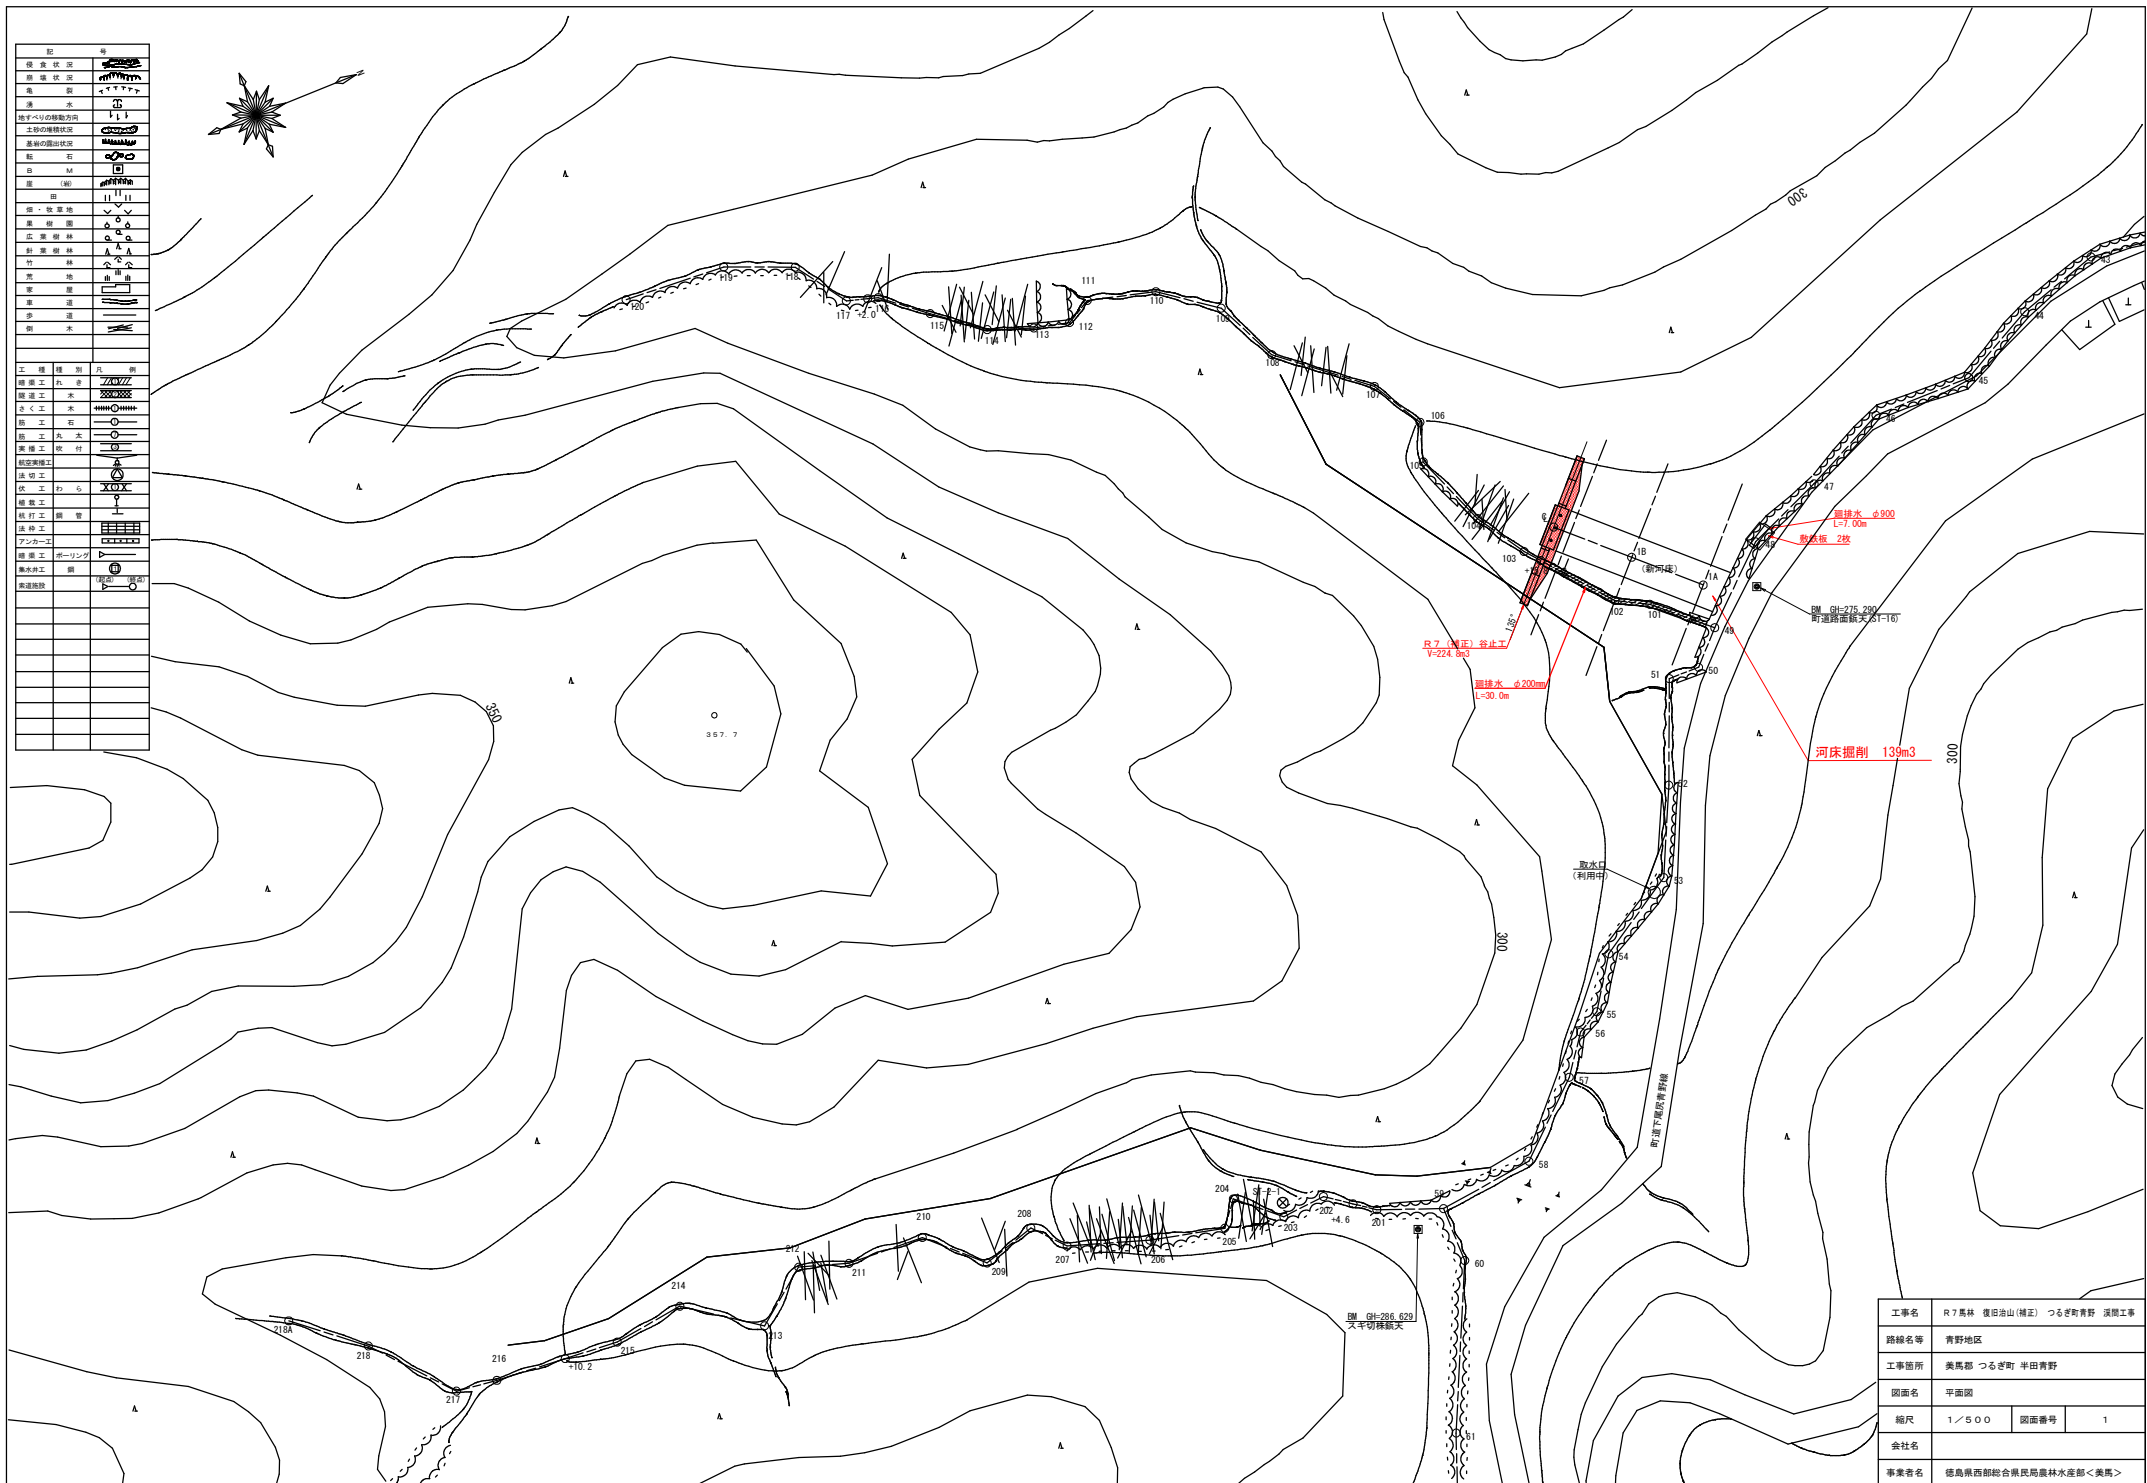 記 号
侵食状況
崩壊状況
亀裂
湧水
地すべりの移動方向
土砂の堆積状況
基岩の露出状況
転石
B M
崖 (岩)
田
畑・牧草地
果樹園
広葉樹林
針葉樹林
竹林
荒地
家屋
車道
歩道
倒木
工種 種別 凡例
暗渠工 れき
隧道工 木
さく工 木
筋工 石
筋工 丸太
実播工 吹付
航空実播工
法切工
伏工 わら
植栽工
杭打工 鋼管
法枠工
アンカー工
暗渠工 ボーリング
集水井工 鋼
索道施設 (起点) (終点)
N
300
350
357.7
300
300
120
119
118
117
+2.0
116
115
114
113
112
111
110
109
108
107
106
105
104
103
102
101
1B
1A
(新河床)
135°
43
44
45
46
47
48
49
50
51
52
53
54
55
56
57
58
59
60
61
廻排水 φ900
L=7.00m
敷鉄板 2枚
BM GH=275.290
町道路面鋲天(ST-16)
R7(補正)谷止工
V=224.8m3
廻排水 φ200mm
L=30.0m
河床掘削 139m3
取水口
(利用中)
町道下尾尻青野線
ST-2-1
201
+4.6
202
203
204
205
206
207
208
209
210
211
212
213
214
215
+10.2
216
217
218
218A
BM GH=286.629
スギ切株鋲天
工事名 R7馬林 復旧治山(補正) つるぎ町青野 渓間工事
路線名等 青野地区
工事箇所 美馬郡 つるぎ町 半田青野
図面名 平面図
縮尺 1/500 図面番号 1
会社名
事業者名 徳島県西部総合県民局農林水産部<美馬>